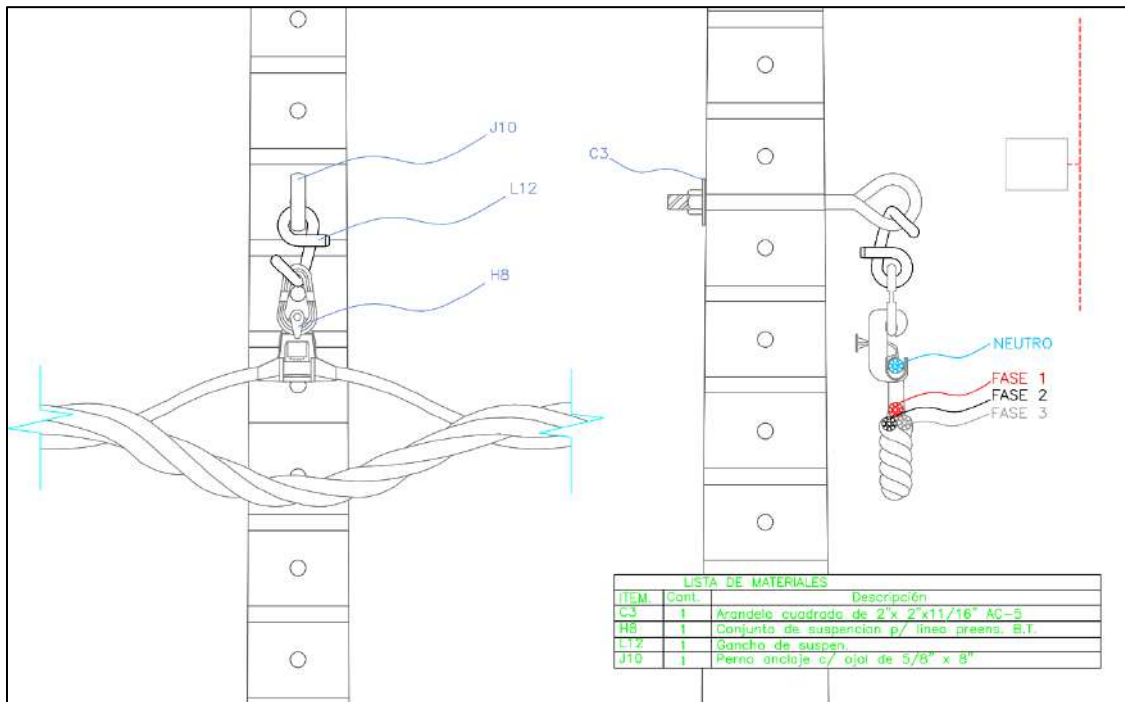 J10
L12
H8
C3
NEUTRO
FASE 1
FASE 2
FASE 3
LISTA DE MATERIALES
ITEM. Cant. Descripción
C3 1 Arandela cuadrada de 2"x 2"x11/16" AC-5
H8 1 Conjunto de suspencion p/ linea preens. B.T.
L12 1 Gancho de suspen.
J10 1 Perno anclaje c/ ojal de 5/8" x 8"